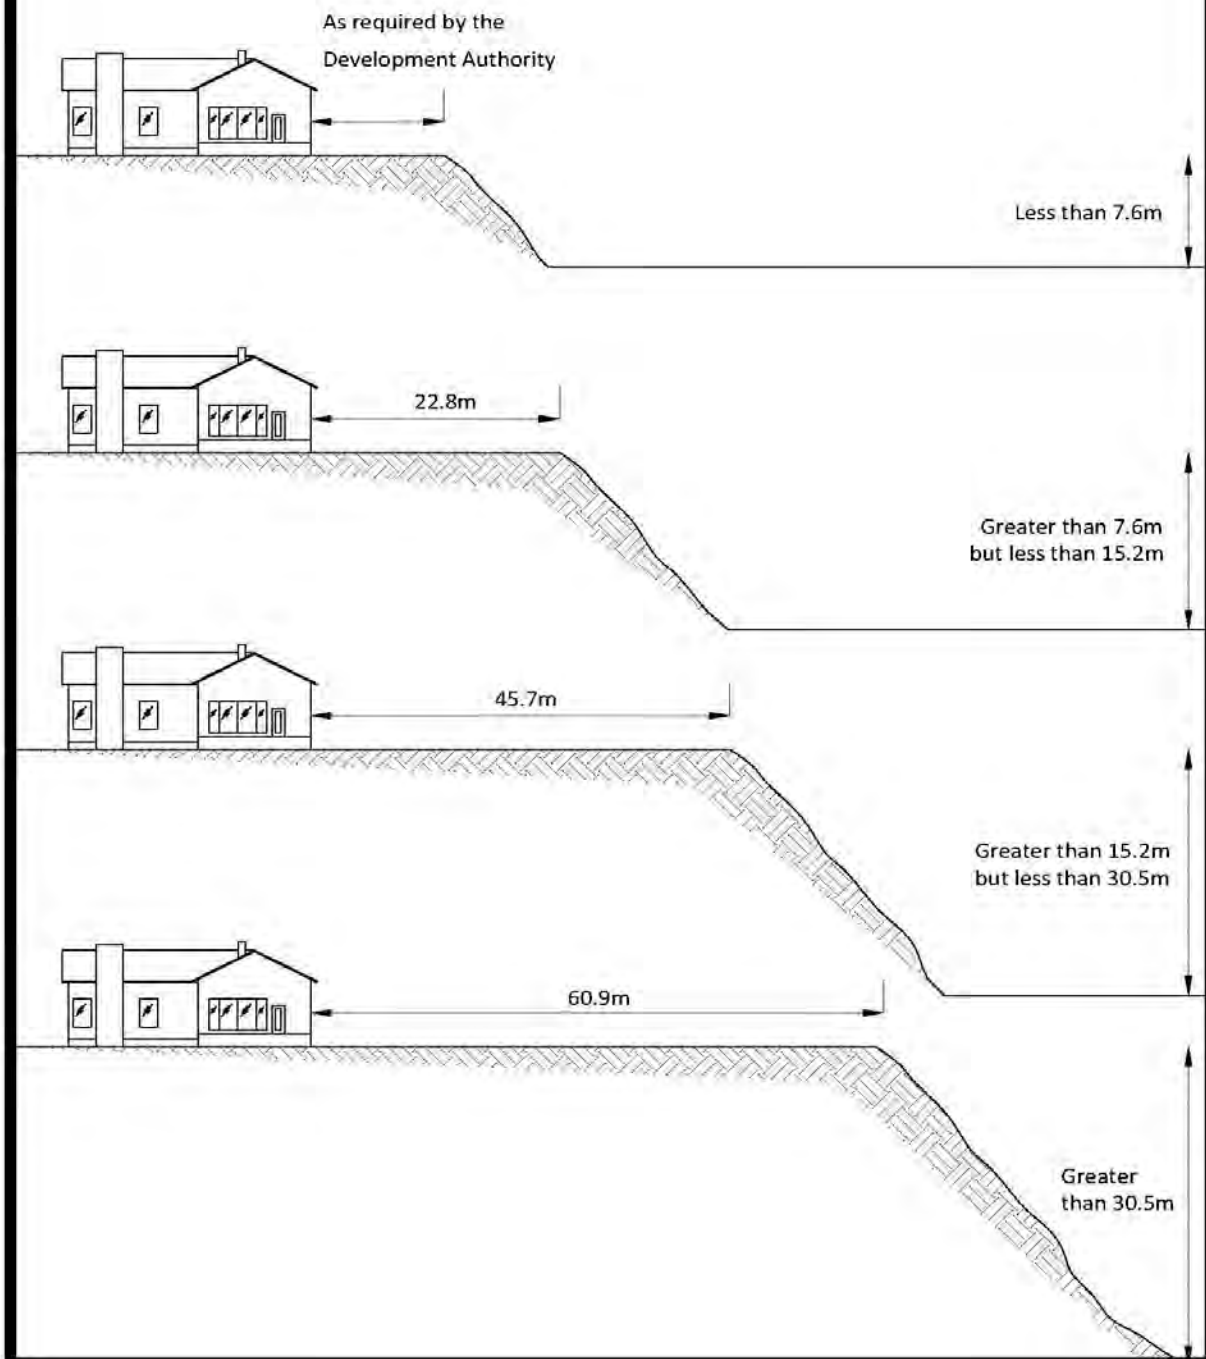 As required by the
Development Authority
Less than 7.6m
22.8m
Greater than 7.6m
but less than 15.2m
45.7m
Greater than 15.2m
but less than 30.5m
60.9m
Greater
than 30.5m